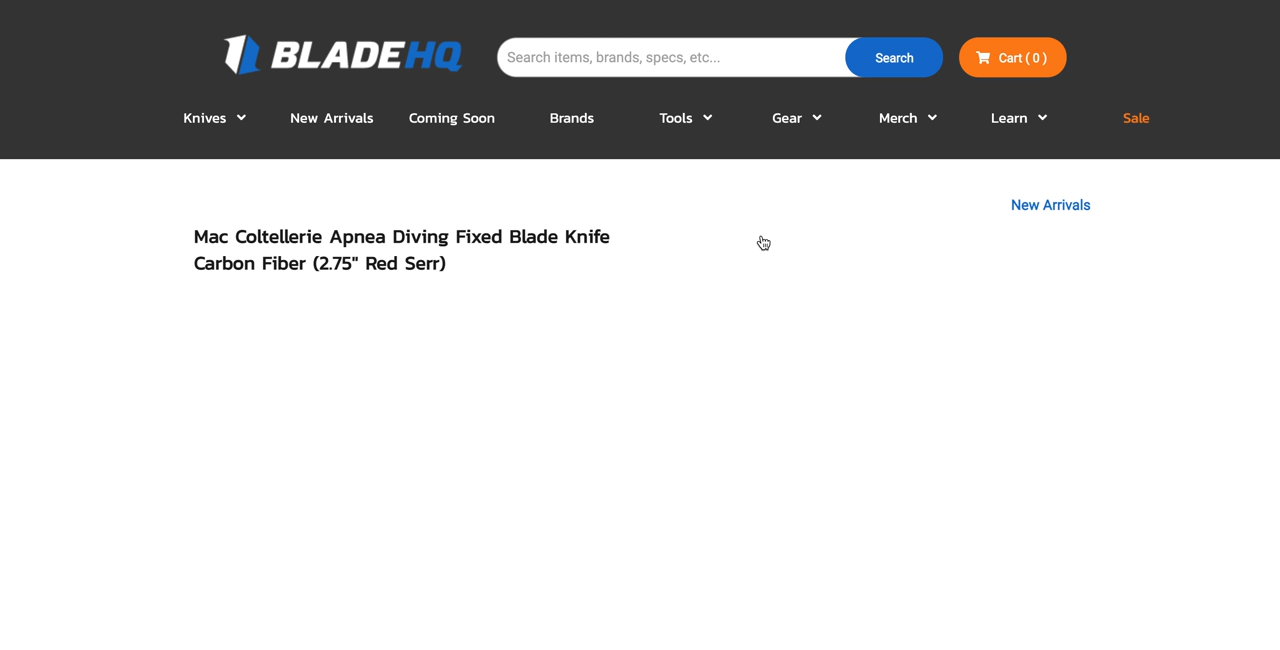 BLADEHQ
Search items, brands, specs, etc...
Search
Cart ( 0 )
Knives
New Arrivals
Coming Soon
Brands
Tools
Gear
Merch
Learn
Sale
New Arrivals
Mac Coltellerie Apnea Diving Fixed Blade Knife
Carbon Fiber (2.75" Red Serr)